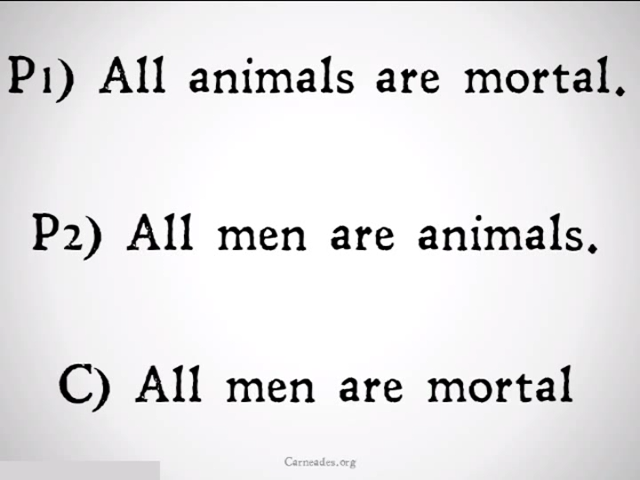 P1) All animals are mortal.
P2) All men are animals.
C) All men are mortal
Carneades.org